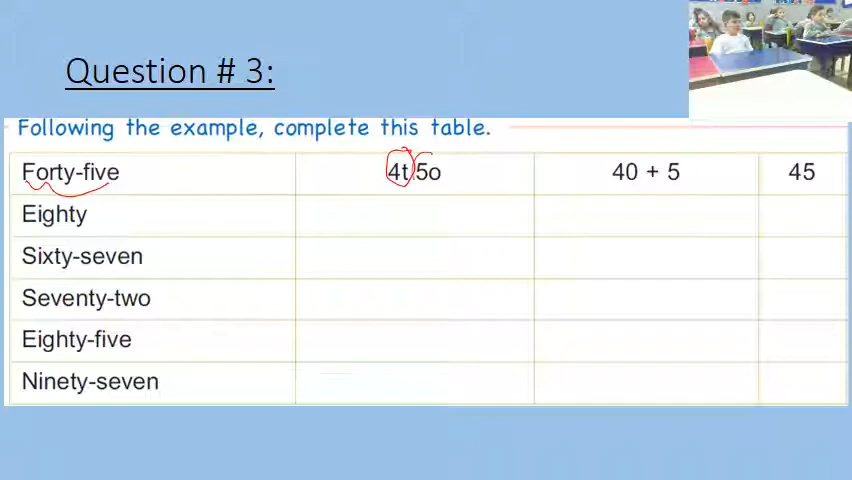 Question # 3:
Following the example, complete this table.
Forty-five 4t 5o 40 + 5 45
Eighty
Sixty-seven
Seventy-two
Eighty-five
Ninety-seven